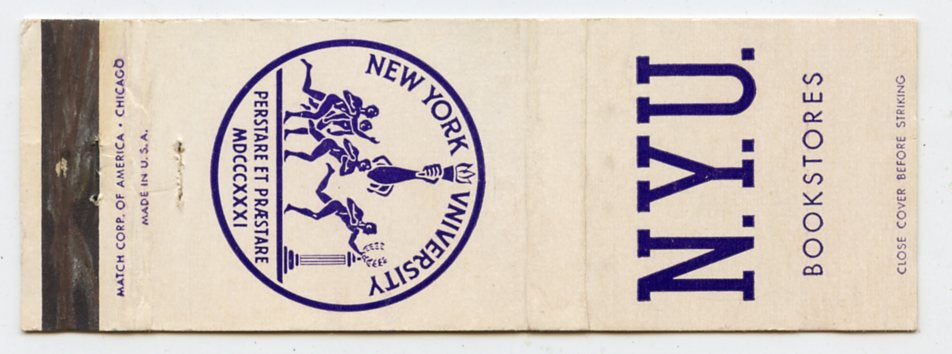 MATCH CORP. OF AMERICA · CHICAGO
MADE IN U.S.A.
NEW YORK VNIVERSITY
PERSTARE ET PRÆSTARE
MDCCCXXXI
N.Y.U.
BOOKSTORES
CLOSE COVER BEFORE STRIKING